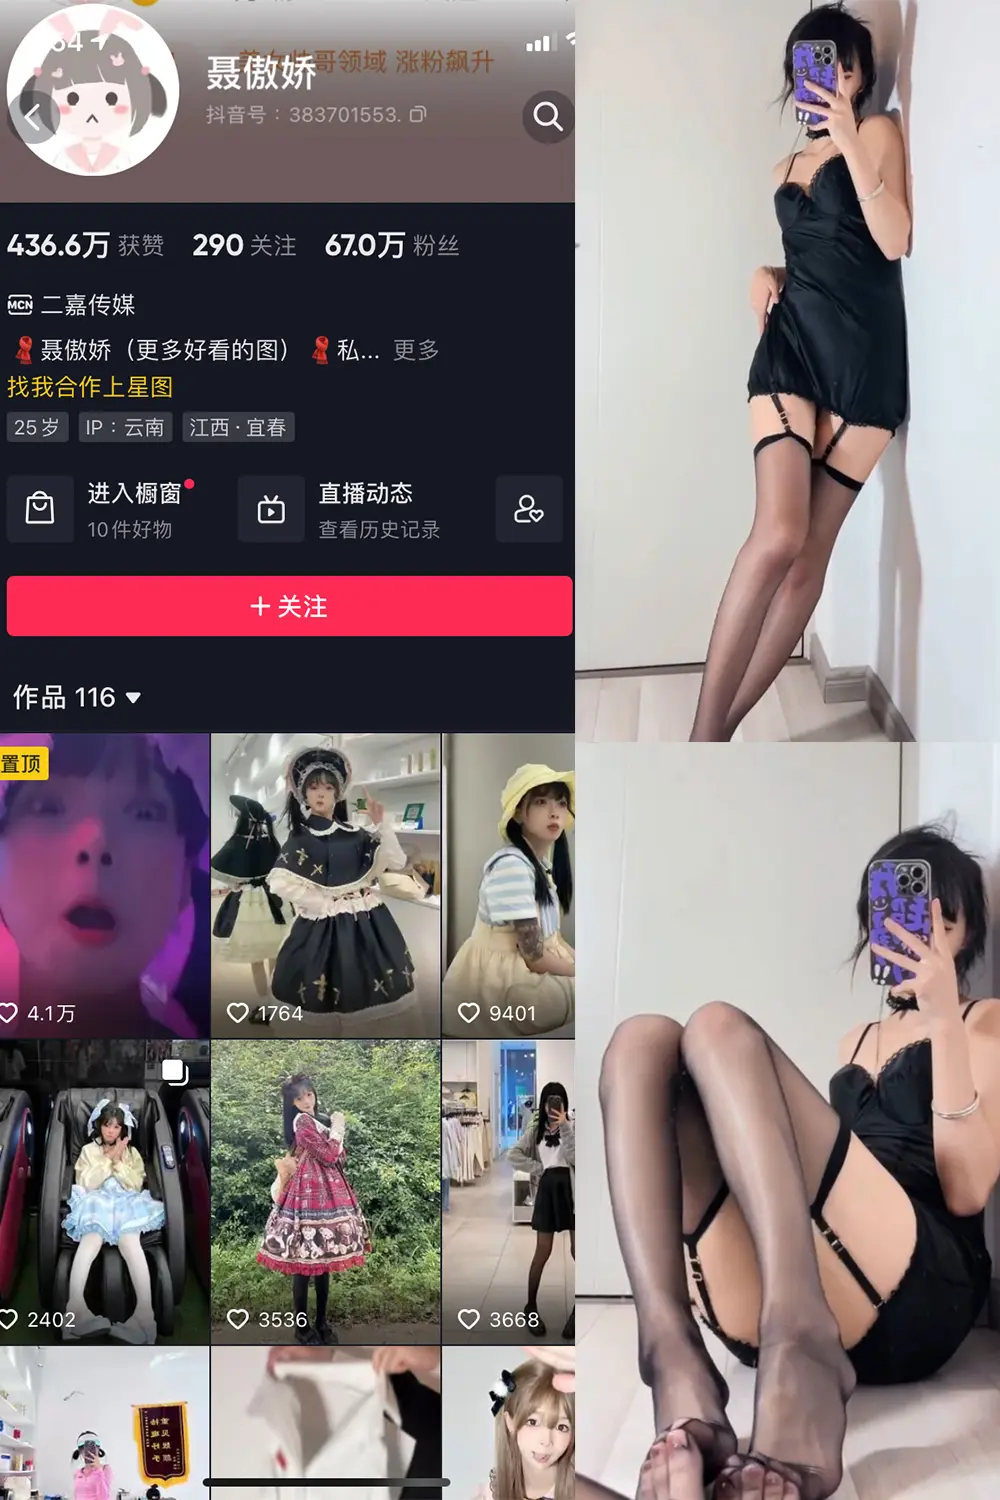 聂傲娇
领域 涨粉飙升
抖音号：383701553.
436.6万 获赞 290 关注 67.0万 粉丝
MCN 二嘉传媒
聂傲娇（更多好看的图） 私... 更多
找我合作上星图
25岁 IP：云南 江西·宜春
进入橱窗 直播动态
10件好物 查看历史记录
+ 关注
作品 116
置顶
4.1万 1764 9401
2402 3536 3668